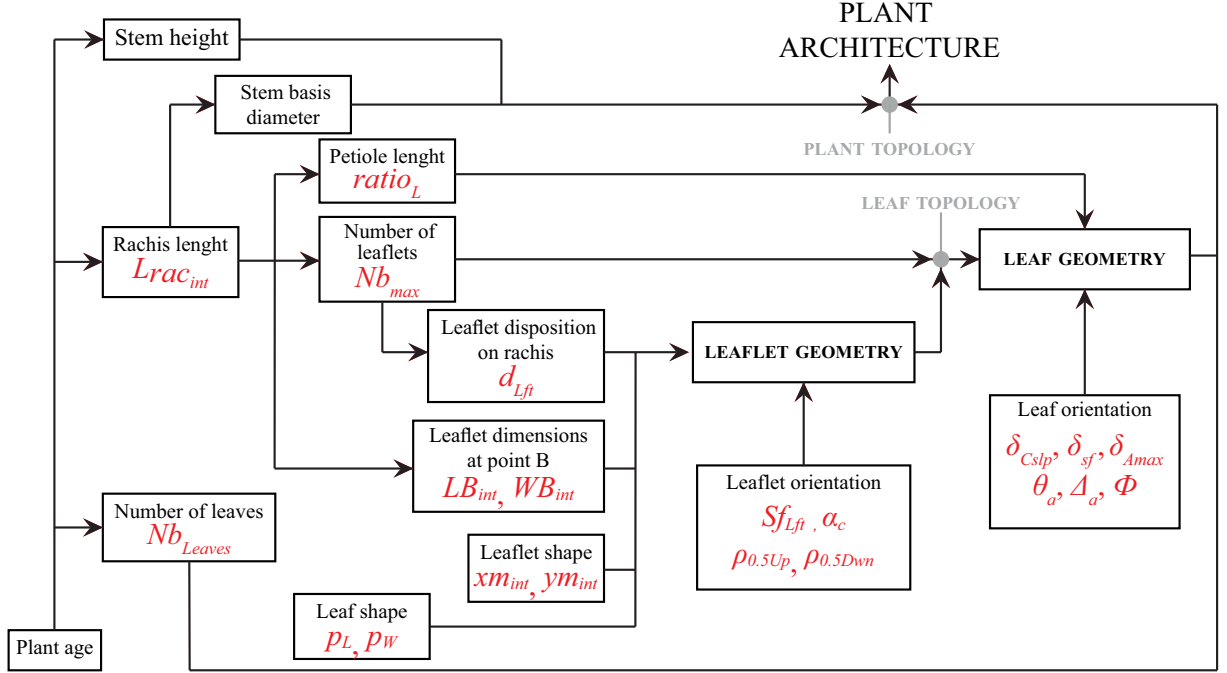 PLANT
ARCHITECTURE
Stem height
Stem basis
diameter
PLANT TOPOLOGY
Petiole lenght
ratio_L
LEAF TOPOLOGY
Rachis lenght
Lrac_int
Number of
leaflets
Nb_max
LEAF GEOMETRY
Leaflet disposition
on rachis
d_Lft
LEAFLET GEOMETRY
Leaf orientation
δ_Cslp, δ_sf, δ_Amax
θ_a, Δ_a, Φ
Leaflet dimensions
at point B
LB_int, WB_int
Leaflet orientation
Sf_Lft , α_c
ρ_0.5Up, ρ_0.5Dwn
Number of leaves
Nb_Leaves
Leaflet shape
xm_int, ym_int
Leaf shape
p_L, p_W
Plant age